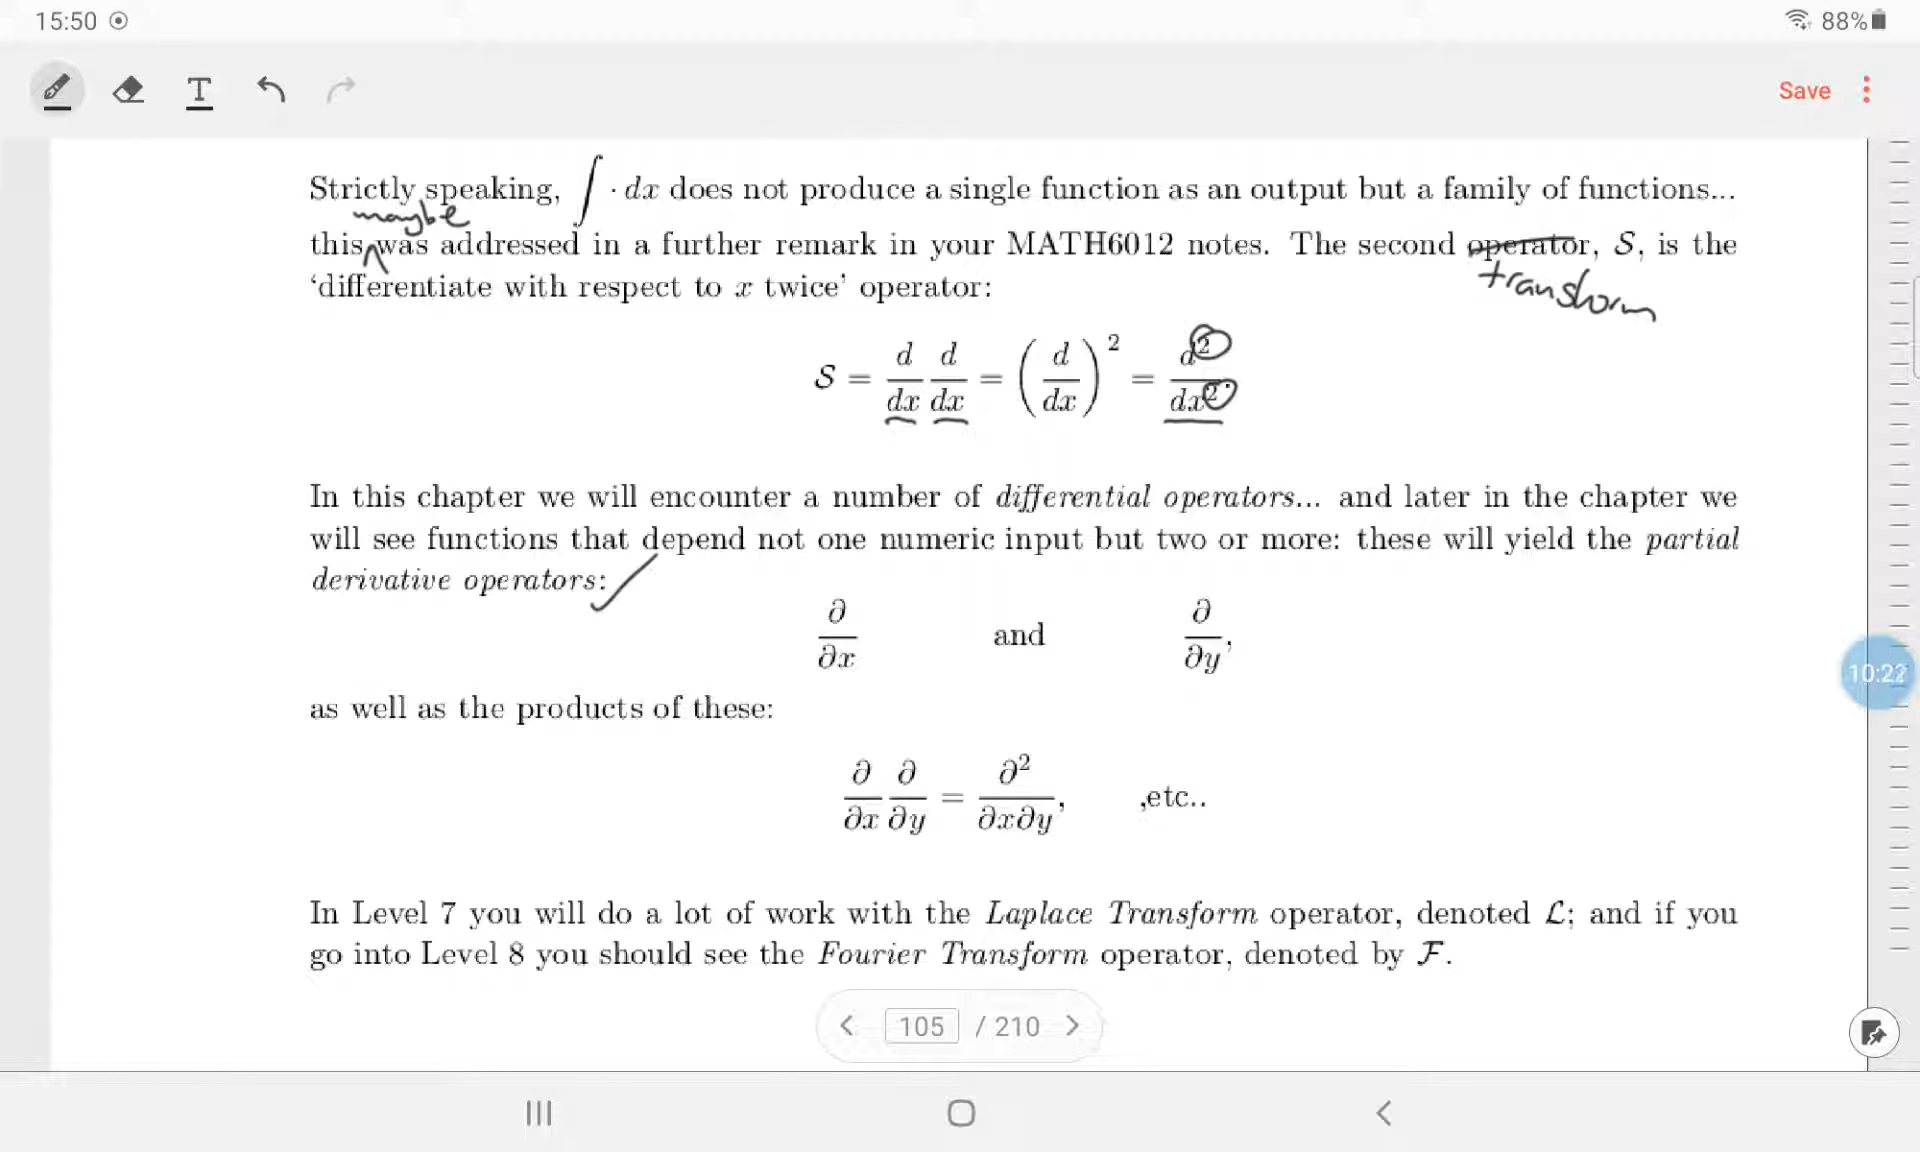 15:50
88%
T
Save
Strictly speaking, ∫ · dx does not produce a single function as an output but a family of functions...
maybe
this was addressed in a further remark in your MATH6012 notes. The second operator, 𝒮, is the
transform
‘differentiate with respect to x twice’ operator:
𝒮 = d/dx d/dx = (d/dx)² = d²/dx².
In this chapter we will encounter a number of differential operators... and later in the chapter we
will see functions that depend not one numeric input but two or more: these will yield the partial
derivative operators:
∂/∂x and ∂/∂y,
10:22
as well as the products of these:
∂/∂x ∂/∂y = ∂²/∂x∂y, ,etc..
In Level 7 you will do a lot of work with the Laplace Transform operator, denoted ℒ; and if you
go into Level 8 you should see the Fourier Transform operator, denoted by ℱ.
105 / 210